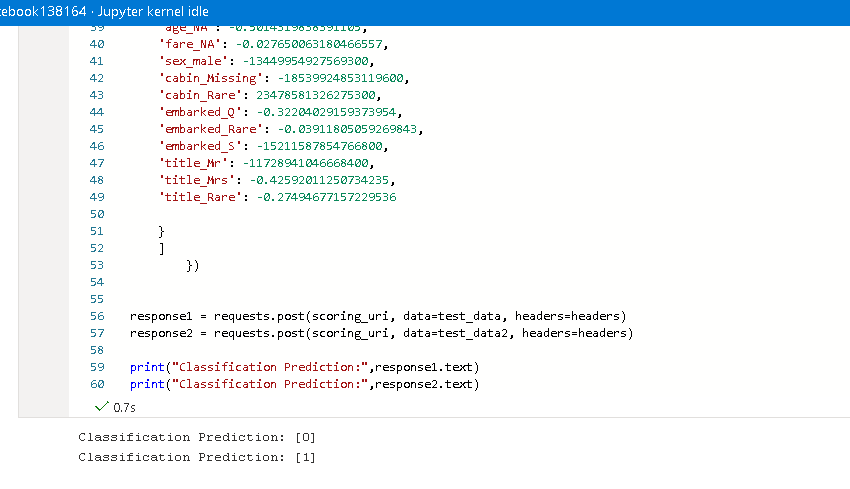 tebook138164 · Jupyter kernel idle
39 'age_NA': -0.5014319838391105,
40 'fare_NA': -0.027650063180466557,
41 'sex_male': -13449954927569300,
42 'cabin_Missing': -18539924853119600,
43 'cabin_Rare': 23478581326275300,
44 'embarked_Q': -0.32204029159373954,
45 'embarked_Rare': -0.03911805059269843,
46 'embarked_S': -15211587854766800,
47 'title_Mr': -11728941046668400,
48 'title_Mrs': -0.42592011250734235,
49 'title_Rare': -0.27494677157229536
50
51 }
52 ]
53 })
54
55
56 response1 = requests.post(scoring_uri, data=test_data, headers=headers)
57 response2 = requests.post(scoring_uri, data=test_data2, headers=headers)
58
59 print("Classification Prediction:",response1.text)
60 print("Classification Prediction:",response2.text)
0.7s
Classification Prediction: [0]
Classification Prediction: [1]